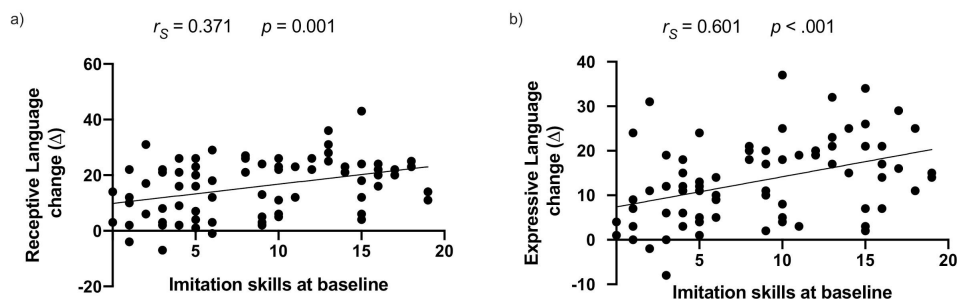 a)
r_S = 0.371 p = 0.001
60
40
20
0
-20
5
10
15
20
Receptive Language
change (Δ)
Imitation skills at baseline
b)
r_S = 0.601 p < .001
40
30
20
10
0
-10
5
10
15
20
Expressive Language
change (Δ)
Imitation skills at baseline